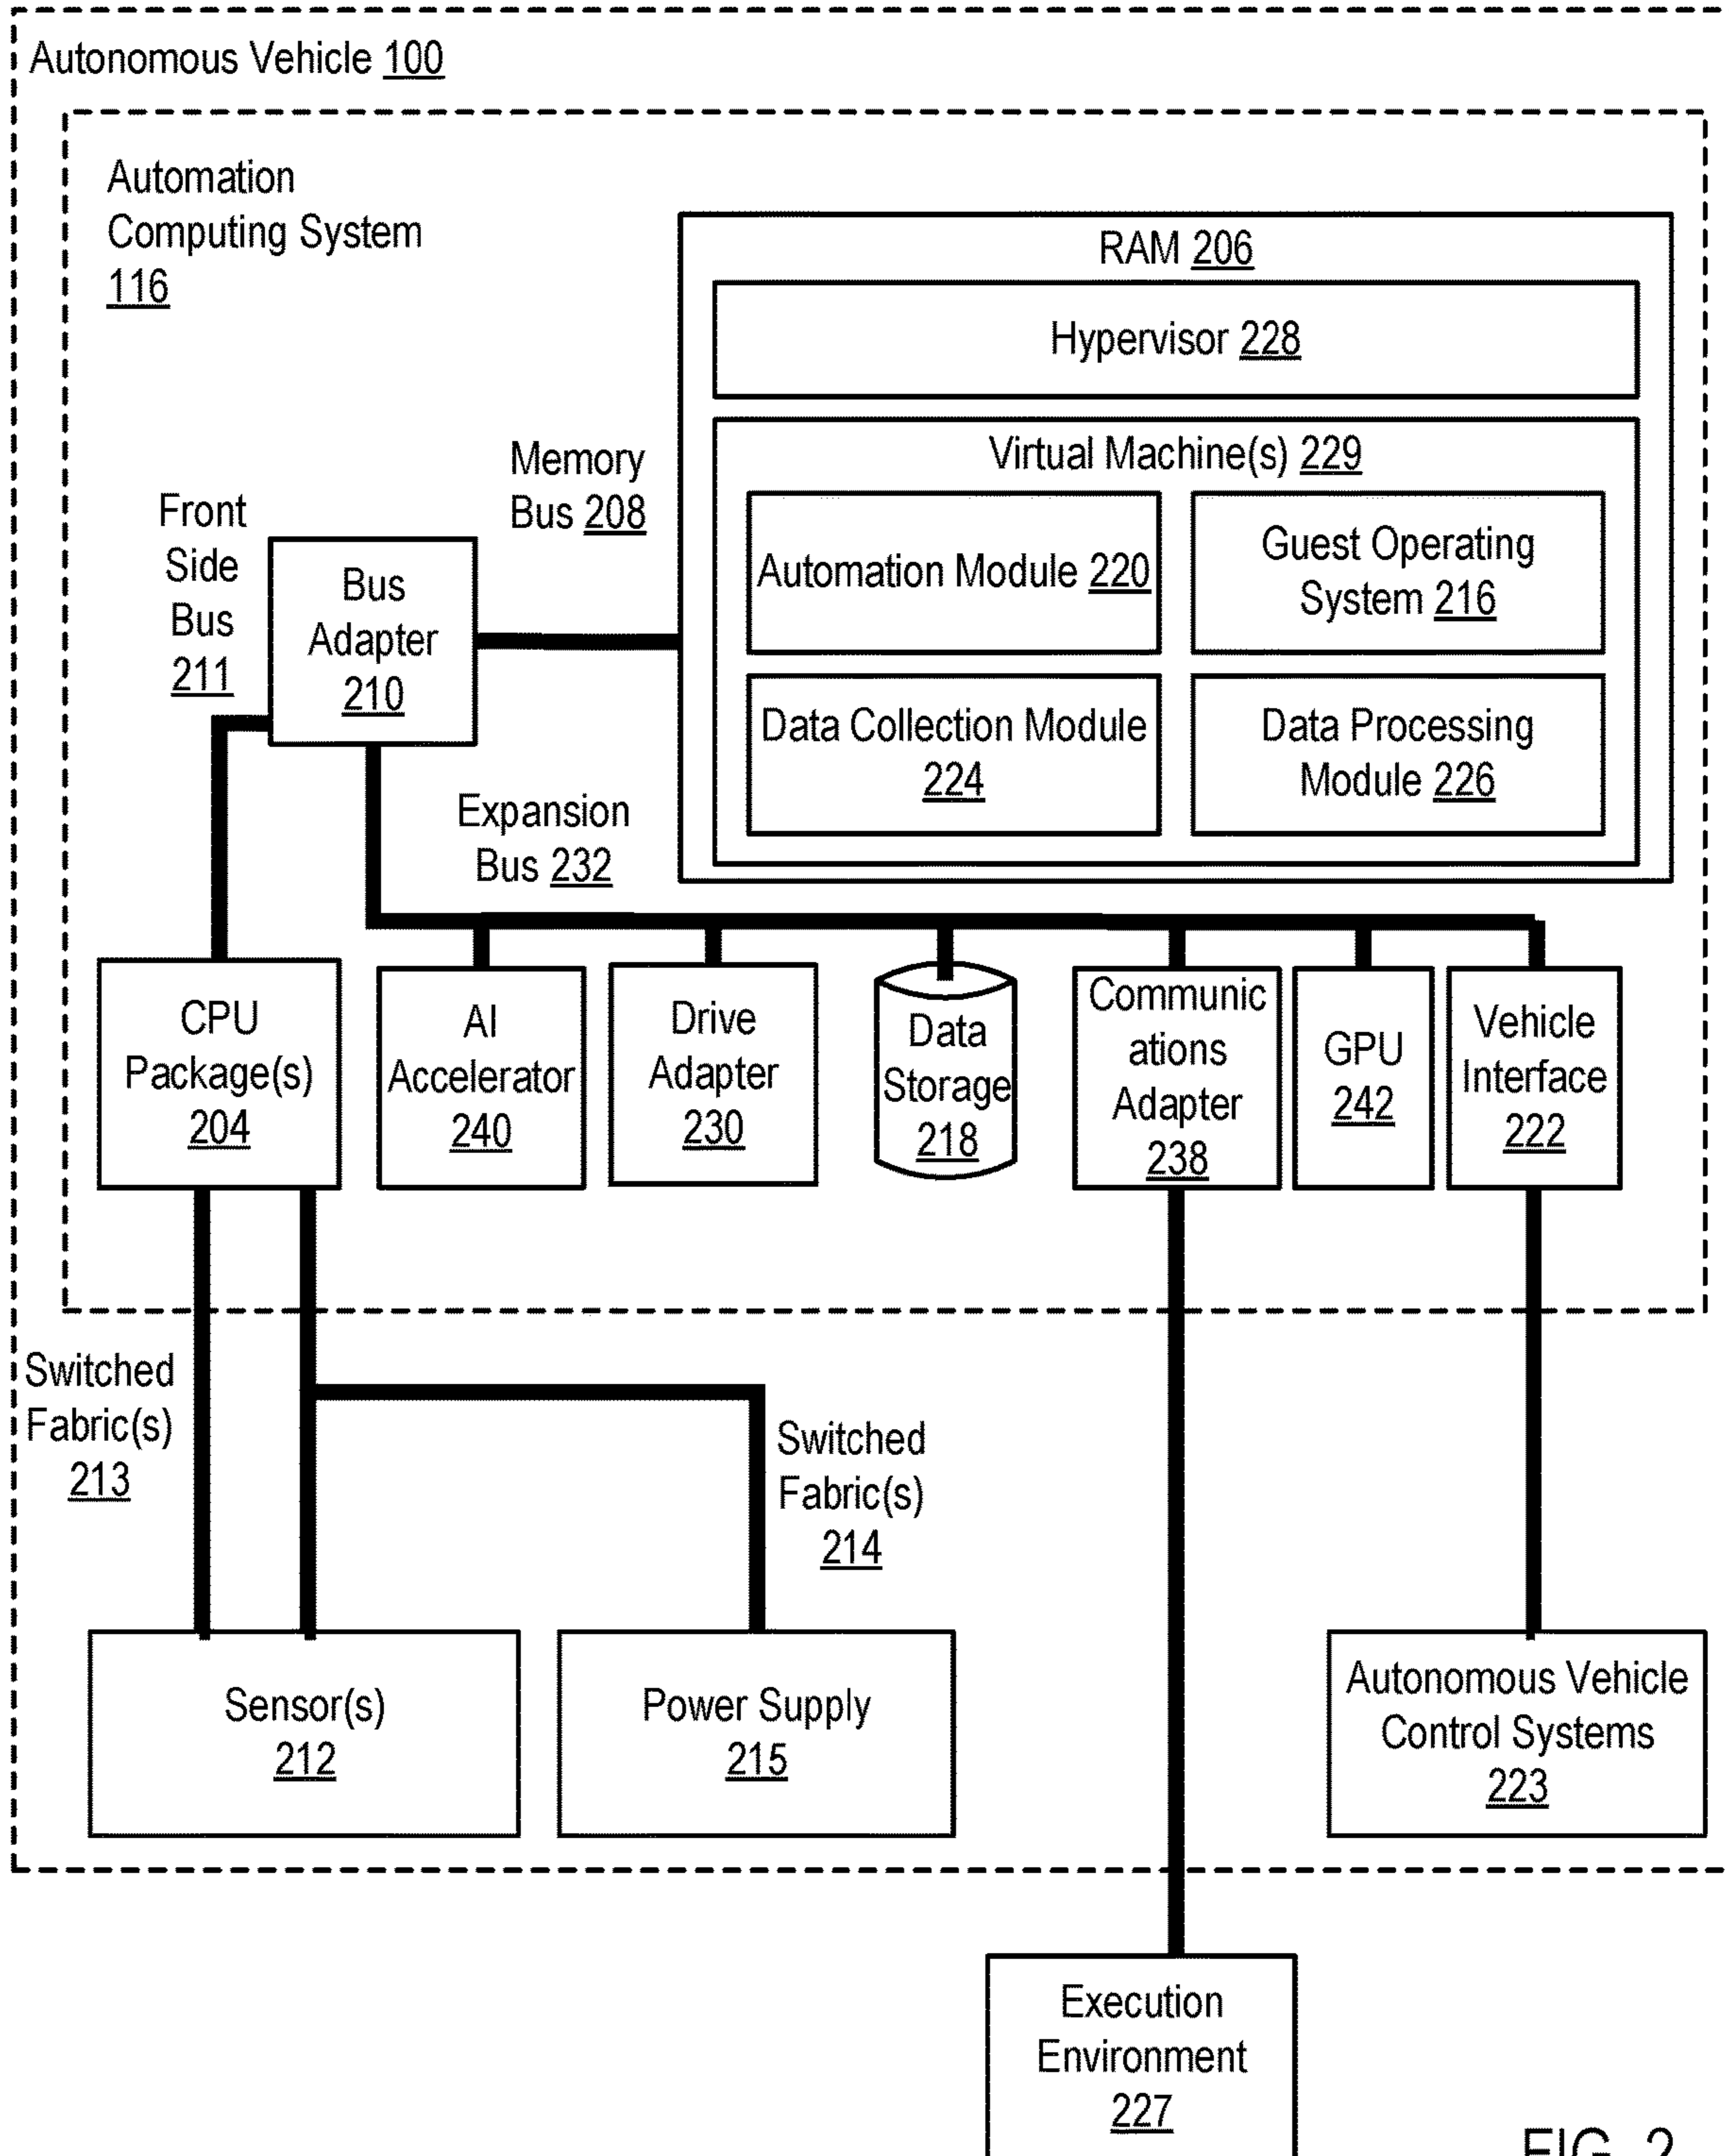 Autonomous Vehicle 100
Automation
Computing System
116
RAM 206
Hypervisor 228
Virtual Machine(s) 229
Automation Module 220
Guest Operating
System 216
Data Collection Module
224
Data Processing
Module 226
Memory
Bus 208
Front
Side
Bus
211
Bus
Adapter
210
Expansion
Bus 232
CPU
Package(s)
204
AI
Accelerator
240
Drive
Adapter
230
Data
Storage
218
Communic
ations
Adapter
238
GPU
242
Vehicle
Interface
222
Switched
Fabric(s)
213
Switched
Fabric(s)
214
Sensor(s)
212
Power Supply
215
Autonomous Vehicle
Control Systems
223
Execution
Environment
227
FIG. 2